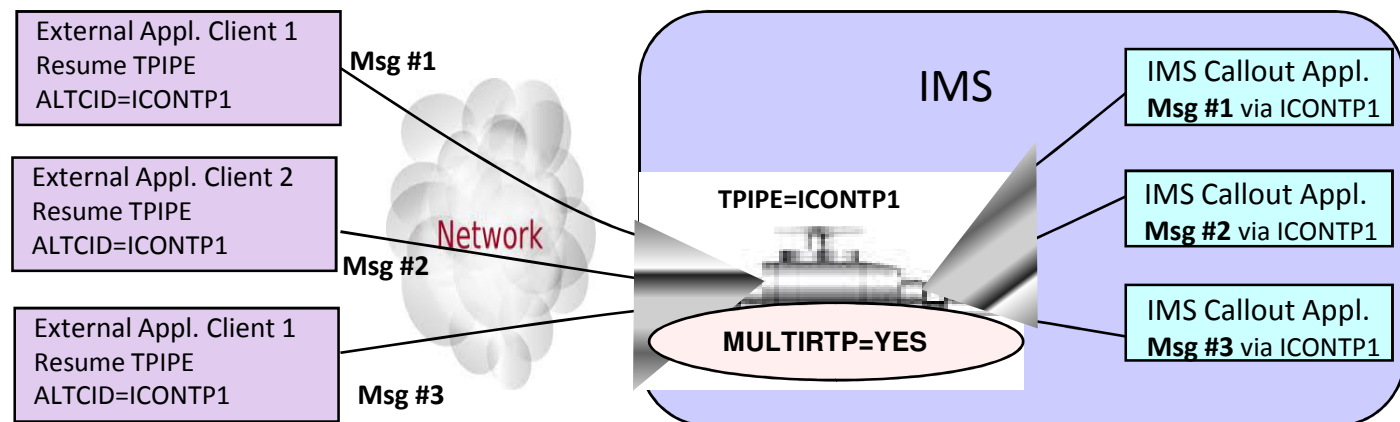 External Appl. Client 1
Resume TPIPE
ALTCID=ICONTP1
Msg #1
External Appl. Client 2
Resume TPIPE
ALTCID=ICONTP1
Msg #2
External Appl. Client 1
Resume TPIPE
ALTCID=ICONTP1
Msg #3
Network
IMS
TPIPE=ICONTP1
MULTIRTP=YES
IMS Callout Appl.
Msg #1 via ICONTP1
IMS Callout Appl.
Msg #2 via ICONTP1
IMS Callout Appl.
Msg #3 via ICONTP1